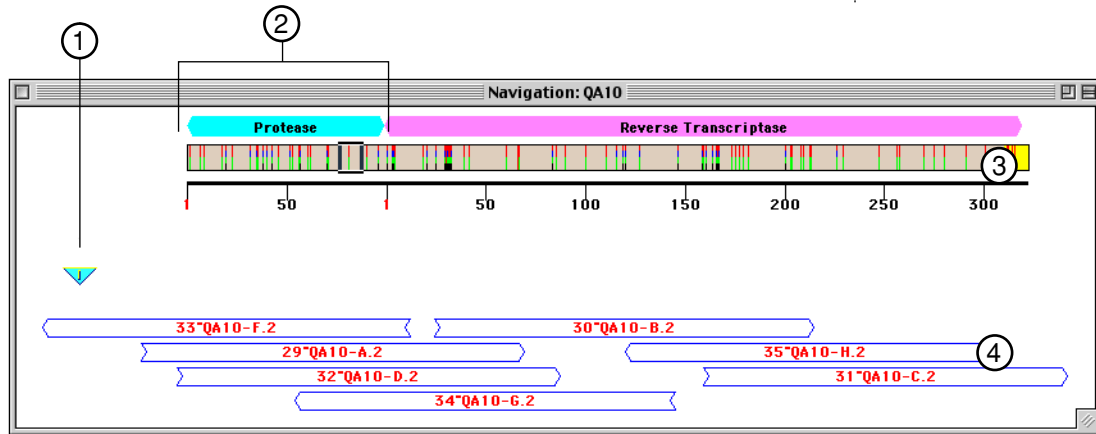 1 2
Navigation: QA10
Protease Reverse Transcriptase
3
1 50 1 50 100 150 200 250 300
I
33~QA10-F.2 30~QA10-B.2
29~QA10-A.2 35~QA10-H.2 4
32~QA10-D.2 31~QA10-C.2
34~QA10-G.2